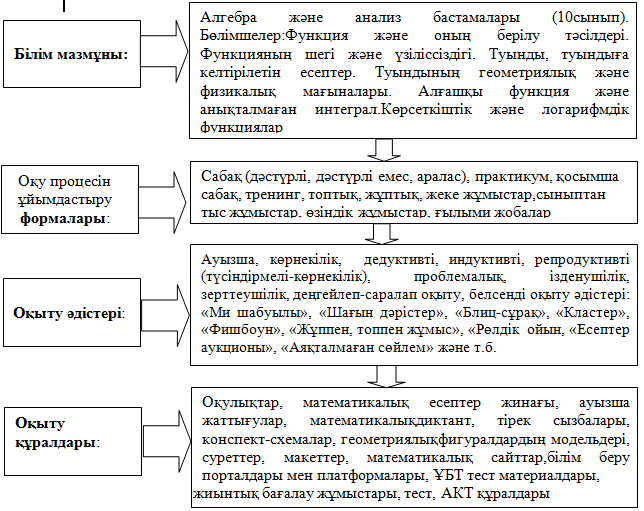 Білім мазмұны:
Алгебра және анализ бастамалары (10сынып).
Бөлімшелер:Функция және оның берілу тәсілдері.
Функцияның шегі және үзіліссіздігі. Туынды, туындыға
келтірілетін есептер. Туындының геометриялық және
физикалық мағыналары. Алғашқы функция және
анықталмаған интеграл.Көрсеткіштік және логарифмдік
функциялар
Оқу процесін
ұйымдастыру
формалары:
Сабақ (дәстүрлі, дәстүрлі емес, аралас), практикум, қосымша
сабақ, тренинг, топтық, жұптық, жеке жұмыстар,сыныптан
тыс жұмыстар, өзіндік жұмыстар, ғылыми жобалар
Оқыту әдістері:
Ауызша, көрнекілік, дедуктивті, индуктивті, репродуктивті
(түсіндірмелі-көрнекілік), проблемалық, ізденушілік,
зерттеушілік, деңгейлеп-саралап оқыту, белсенді оқыту әдістері:
«Ми шабуылы», «Шағын дәрістер», «Блиц-сұрақ», «Кластер»,
«Фишбоун», «Жұппен, топпен жұмыс», «Рөлдік ойын, «Есептер
аукционы», «Аяқталмаған сөйлем» және т.б.
Оқыту
құралдары:
Оқулықтар, математикалық есептер жинағы, ауызша
жаттығулар, математикалықдиктант, тірек сызбалары,
конспект-схемалар, геометриялықфигуралдардың модельдері,
суреттер, макеттер, математикалық сайттар,білім беру
порталдары мен платформалары, ҰБТ тест материалдары,
жиынтық бағалау жұмыстары, тест, АКТ құралдары